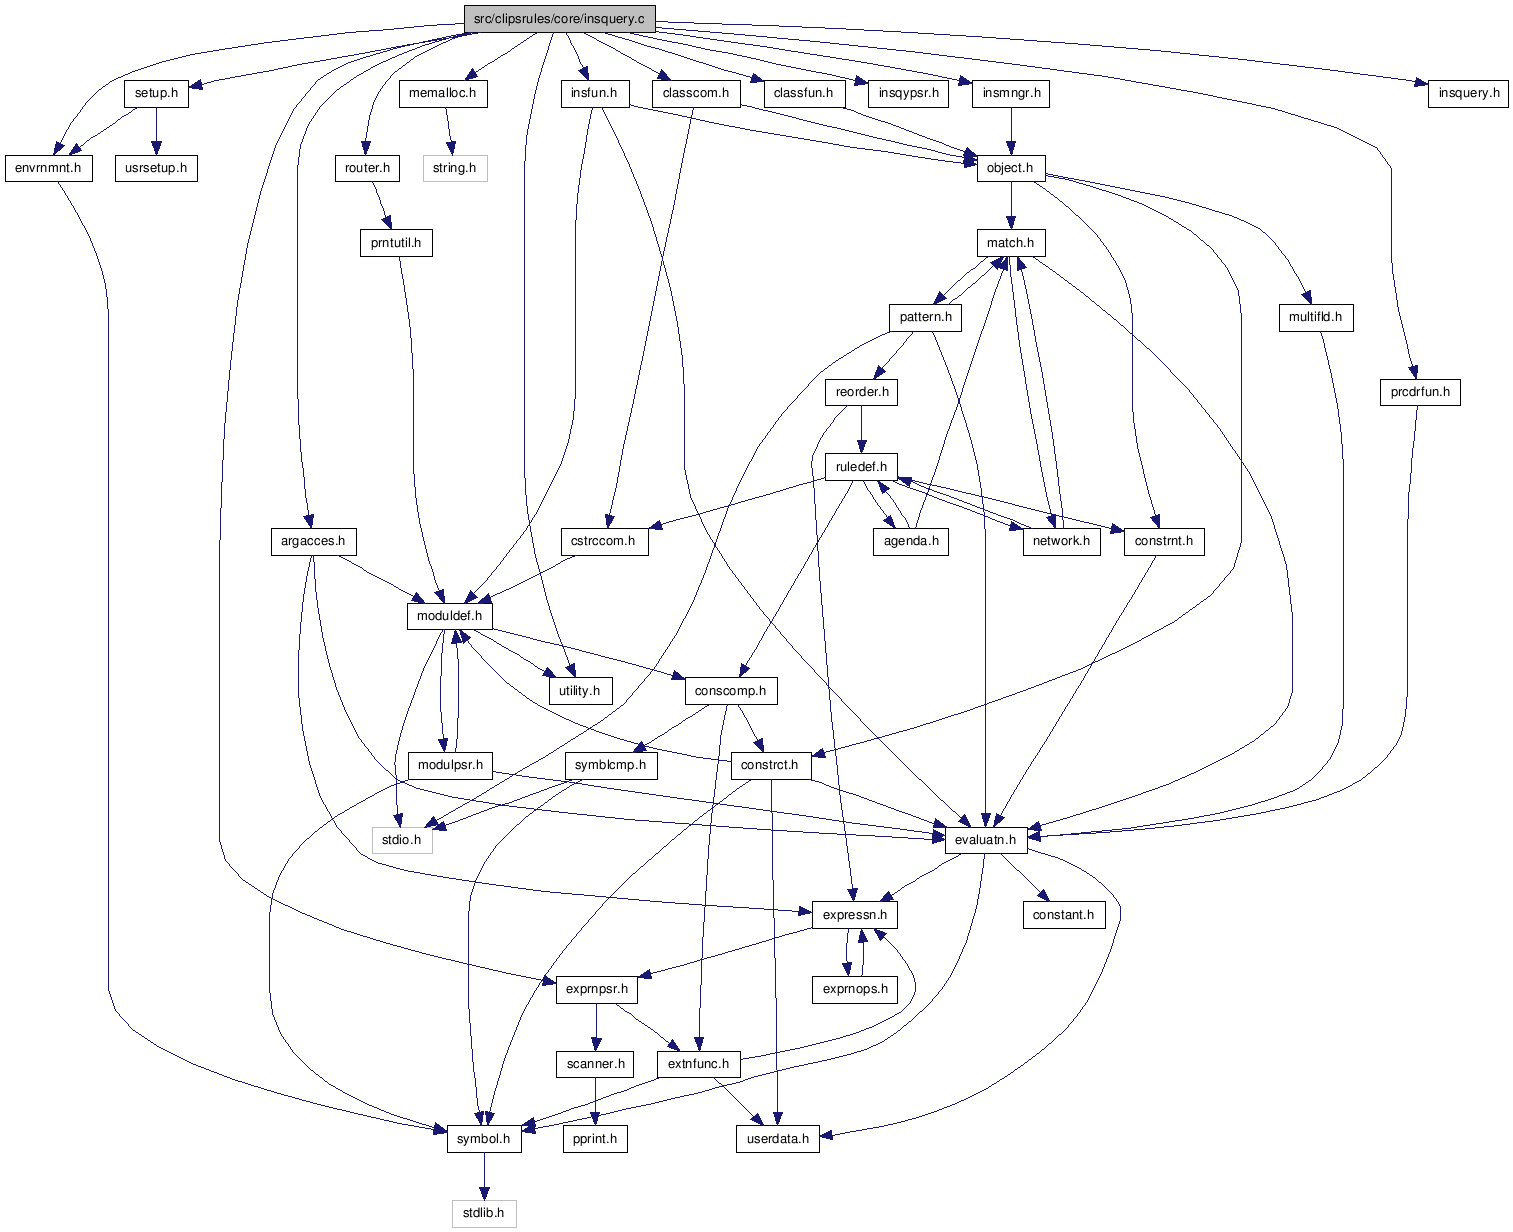 src/clipsrules/core/insquery.c
setup.h
memalloc.h
insfun.h
classcom.h
classfun.h
insqypsr.h
insmngr.h
insquery.h
envrnmnt.h
usrsetup.h
router.h
string.h
object.h
prntutil.h
match.h
pattern.h
multifld.h
reorder.h
prcdrfun.h
ruledef.h
argacces.h
cstrccom.h
agenda.h
network.h
constrnt.h
moduldef.h
utility.h
conscomp.h
modulpsr.h
symblcmp.h
constrct.h
stdio.h
evaluatn.h
expressn.h
constant.h
exprnpsr.h
exprnops.h
scanner.h
extnfunc.h
symbol.h
pprint.h
userdata.h
stdlib.h